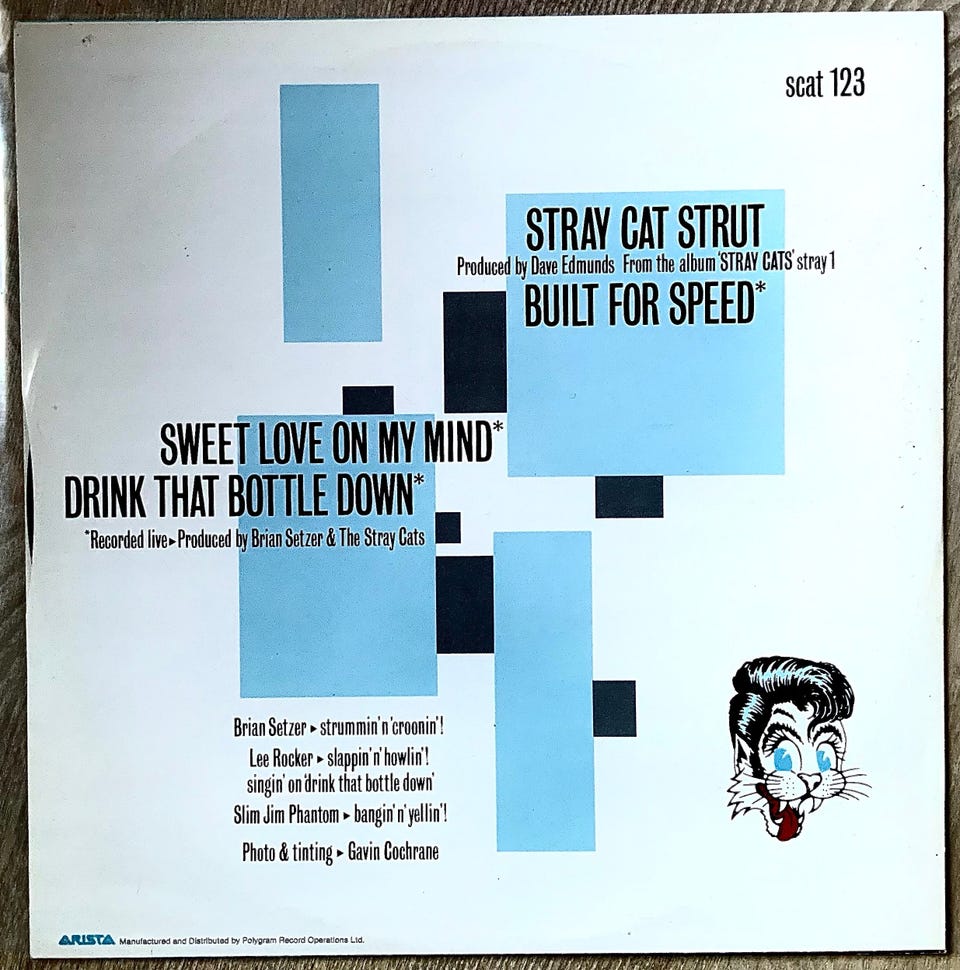 scat 123
STRAY CAT STRUT
Produced by Dave Edmunds From the album 'STRAY CATS' stray 1
BUILT FOR SPEED*
SWEET LOVE ON MY MIND*
DRINK THAT BOTTLE DOWN*
*Recorded live▸Produced by Brian Setzer & The Stray Cats
Brian Setzer ▸ strummin' n 'croonin'!
Lee Rocker ▸ slappin' n' howlin'!
singin' on 'drink that bottle down'
Slim Jim Phantom ▸ bangin' n' yellin'!
Photo & tinting ▸ Gavin Cochrane
ARISTA Manufactured and Distributed by Polygram Record Operations Ltd.